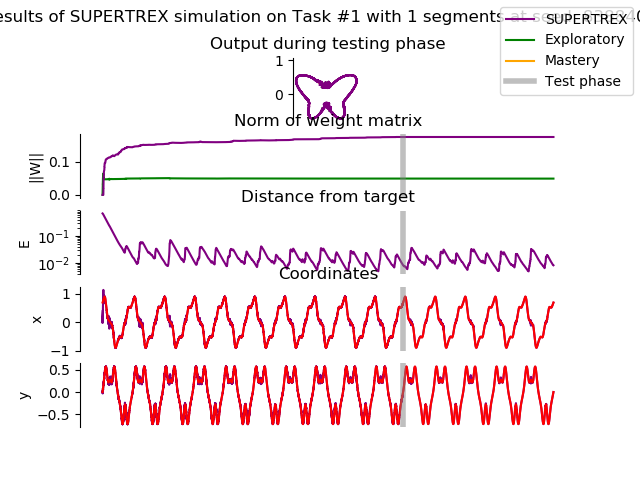 esults of SUPERTREX simulation on Task #1 with 1 segments at seed
SUPERTREX
Exploratory
Mastery
Test phase
Output during testing phase
1
0
Norm of weight matrix
||W||
0.1
0.0
Distance from target
E
10⁻¹
10⁻²
Coordinates
x
1
0
−1
y
0.5
0.0
−0.5